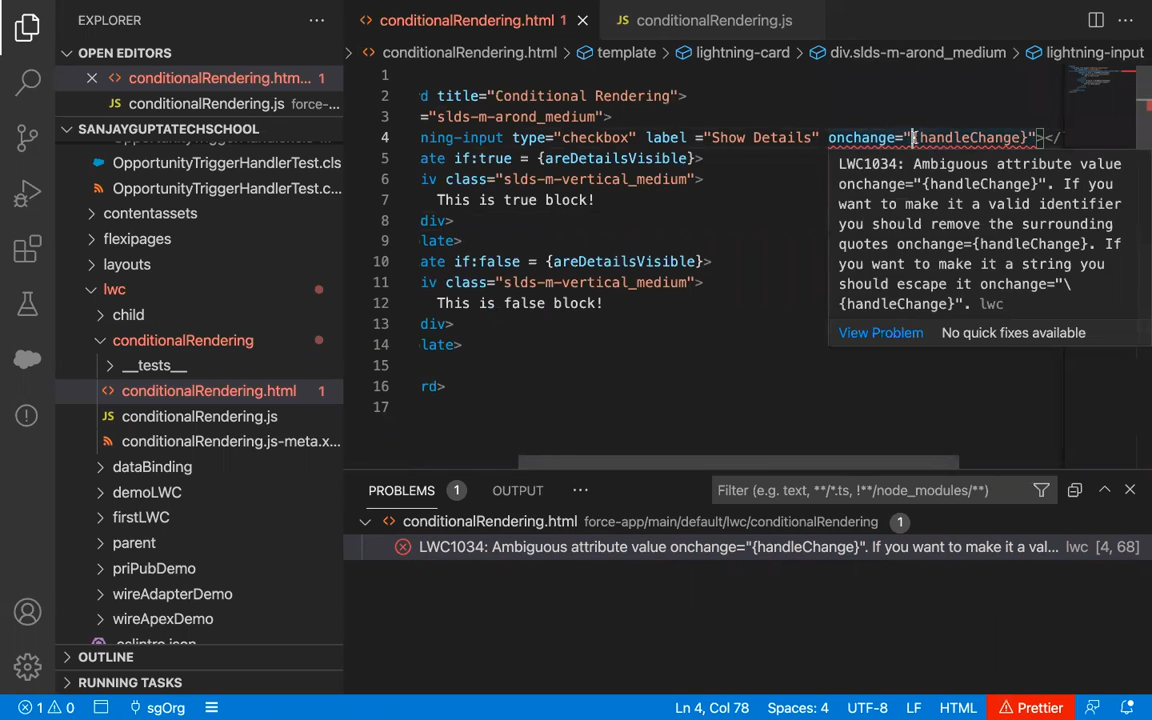 EXPLORER
OPEN EDITORS
conditionalRendering.htm... 1
conditionalRendering.js force-...
SANJAYGUPTATECHSCHOOL
OpportunityTriggerHandlerTest.cls
OpportunityTriggerHandlerTest.c...
contentassets
flexipages
layouts
lwc
child
conditionalRendering
__tests__
conditionalRendering.html 1
conditionalRendering.js
conditionalRendering.js-meta.x...
dataBinding
demoLWC
firstLWC
parent
priPubDemo
wireAdapterDemo
wireApexDemo
.eslintrc.json
OUTLINE
RUNNING TASKS
conditionalRendering.html 1
conditionalRendering.js
conditionalRendering.html > template > lightning-card > div.slds-m-arond_medium > lightning-input
1
2 d title="Conditional Rendering">
3 ="slds-m-arond_medium">
4 ning-input type="checkbox" label ="Show Details" onchange="{handleChange}"></
5 ate if:true = {areDetailsVisible}>
6 iv class="slds-m-vertical_medium">
7 This is true block!
8 div>
9 late>
10 ate if:false = {areDetailsVisible}>
11 iv class="slds-m-vertical_medium">
12 This is false block!
13 div>
14 late>
15
16 rd>
17
LWC1034: Ambiguous attribute value
onchange="{handleChange}". If you
want to make it a valid identifier
you should remove the surrounding
quotes onchange={handleChange}. If
you want to make it a string you
should escape it onchange="\
{handleChange}". lwc
View Problem No quick fixes available
PROBLEMS 1 OUTPUT
Filter (e.g. text, **/*.ts, !**/node_modules/**)
conditionalRendering.html force-app/main/default/lwc/conditionalRendering 1
LWC1034: Ambiguous attribute value onchange="{handleChange}". If you want to make it a val... lwc [4, 68]
1 0 sgOrg Ln 4, Col 78 Spaces: 4 UTF-8 LF HTML Prettier